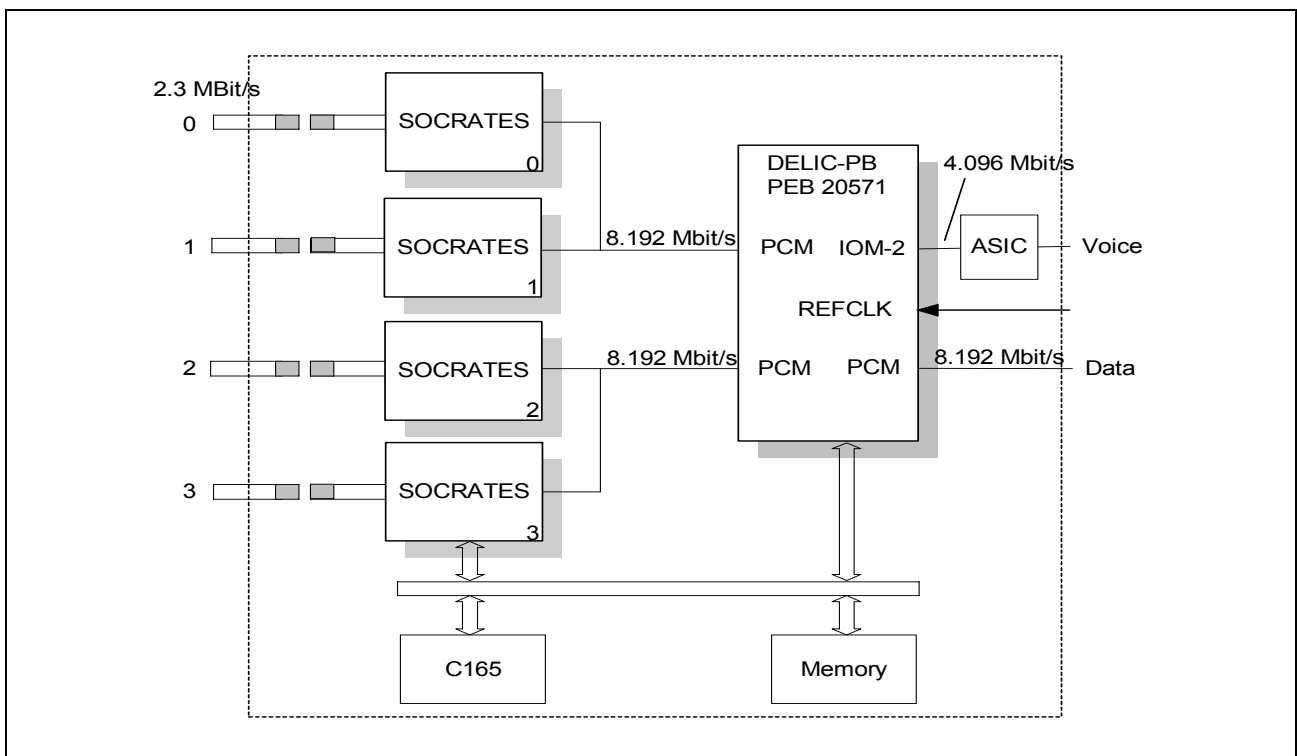 2.3 MBit/s
0
SOCRATES
0
1
SOCRATES
1
2
SOCRATES
2
3
SOCRATES
3
8.192 Mbit/s
8.192 Mbit/s
DELIC-PB
PEB 20571
PCM IOM-2
REFCLK
PCM PCM
4.096 Mbit/s
ASIC
Voice
8.192 Mbit/s
Data
C165
Memory